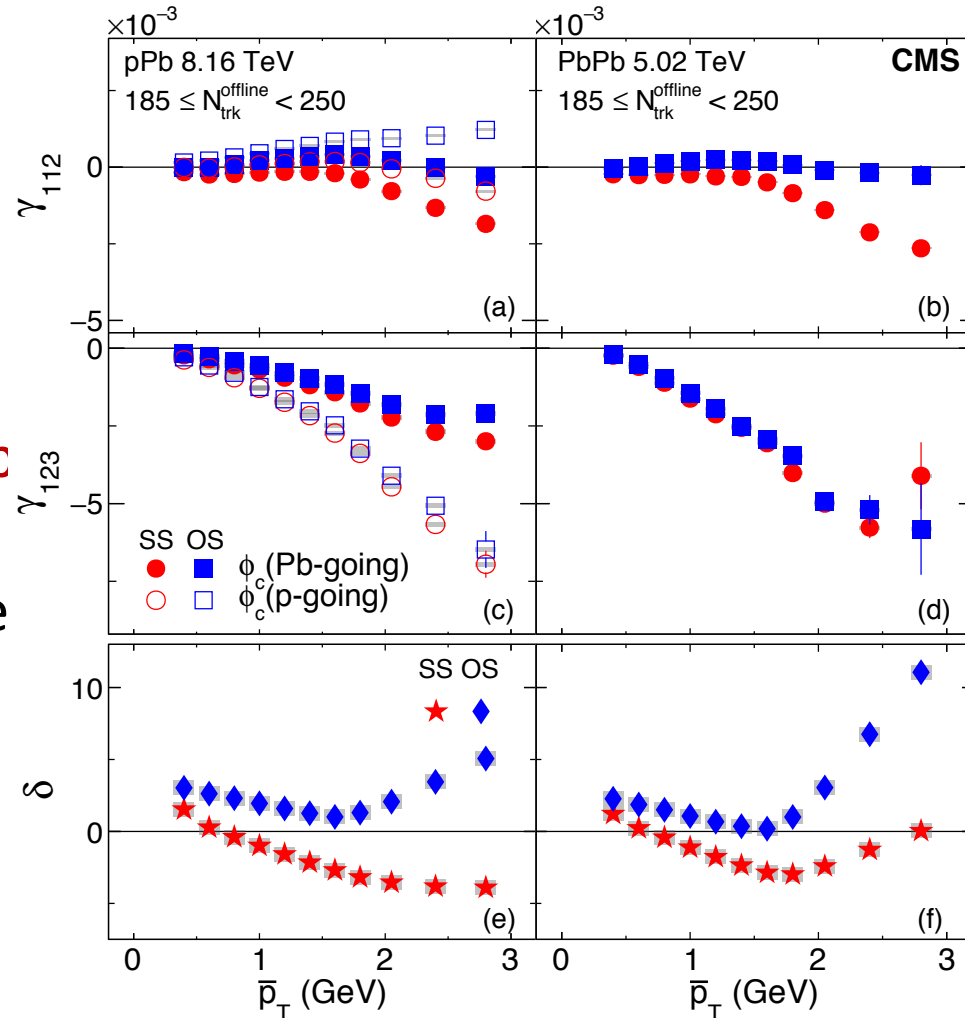 ×10⁻³ ×10⁻³
pPb 8.16 TeV PbPb 5.02 TeV CMS
185 ≤ N_trk^offline < 250 185 ≤ N_trk^offline < 250
0
γ₁₁₂
−5 (a) (b)
0
γ₁₂₃
−5
SS OS
ϕ_c(Pb-going)
ϕ_c(p-going) (c) (d)
e
SS OS
10
δ
0
(e) (f)
0 1 2 3 0 1 2 3
p̅_T (GeV) p̅_T (GeV)